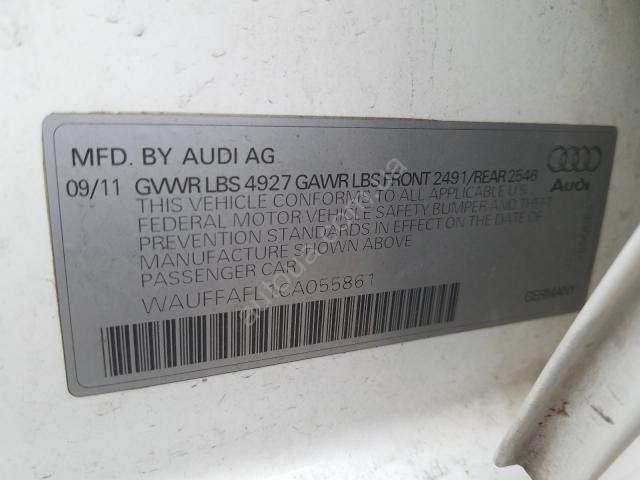 MFD. BY AUDI AG
09/11 GVWR LBS 4927 GAWR LBS FRONT 2491/REAR 2546
THIS VEHICLE CONFORMS TO ALL APPLICABLE U.S.
FEDERAL MOTOR VEHICLE SAFETY BUMPER AND THEFT
PREVENTION STANDARDS IN EFFECT ON THE DATE OF
MANUFACTURE SHOWN ABOVE
PASSENGER CAR
Audi
GERMANY